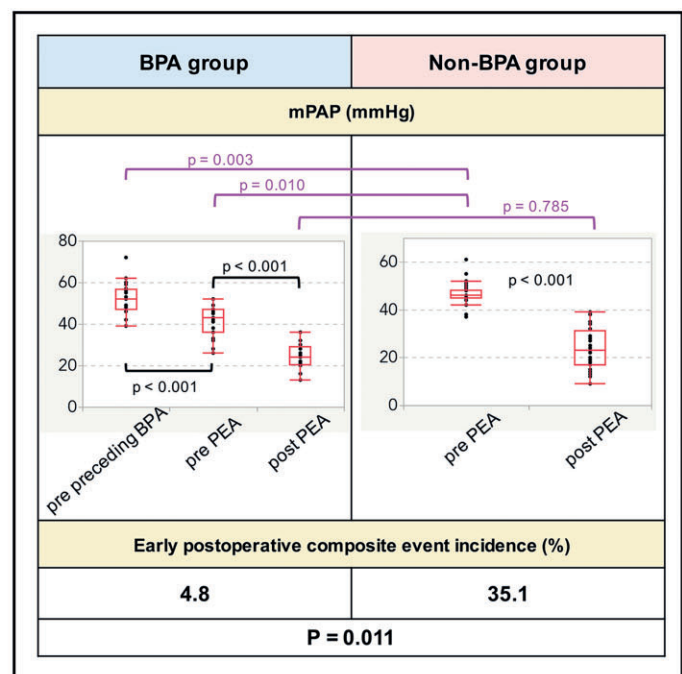 BPA group
Non-BPA group
mPAP (mmHg)
p = 0.003
p = 0.010
p = 0.785
80
60
40
20
0
p < 0.001
p < 0.001
pre preceding BPA
pre PEA
post PEA
60
40
20
0
p < 0.001
pre PEA
post PEA
Early postoperative composite event incidence (%)
4.8
35.1
P = 0.011